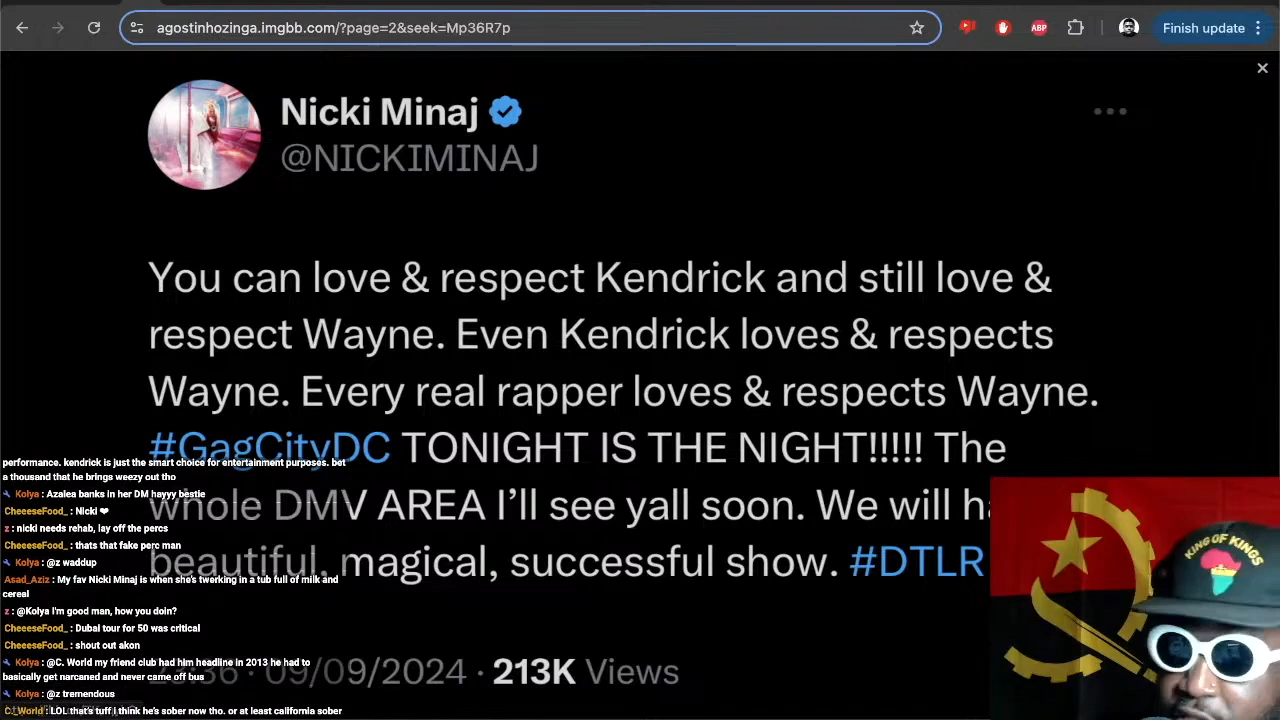 agostinhozinga.imgbb.com/?page=2&seek=Mp36R7p
ABP
Finish update
Nicki Minaj
@NICKIMINAJ
You can love & respect Kendrick and still love &
respect Wayne. Even Kendrick loves & respects
Wayne. Every real rapper loves & respects Wayne.
#GagCityDC TONIGHT IS THE NIGHT!!!!! The
whole DMV AREA I’ll see yall soon. We will
beautiful, magical, successful show. #DTLR
23:36 · 09/09/2024 · 213K Views
performance. kendrick is just the smart choice for entertainment purposes. bet
a thousand that he brings weezy out tho
Kolya : Azalea banks in her DM hayyy bestie
CheeeseFood_ : Nicki ❤
z : nicki needs rehab, lay off the percs
CheeeseFood_ : thats that fake perc man
Kolya : @z waddup
Asad_Aziz : My fav Nicki Minaj is when she's twerking in a tub full of milk and
cereal
z : @Kolya I'm good man, how you doin?
CheeeseFood_ : Dubai tour for 50 was critical
CheeeseFood_ : shout out akon
Kolya : @C. World my friend club had him headline in 2013 he had to
basically get narcaned and never came off bus
Kolya : @z tremendous
C. World : LOL that's tuff i think he's sober now tho. or at least california sober
KING OF KINGS